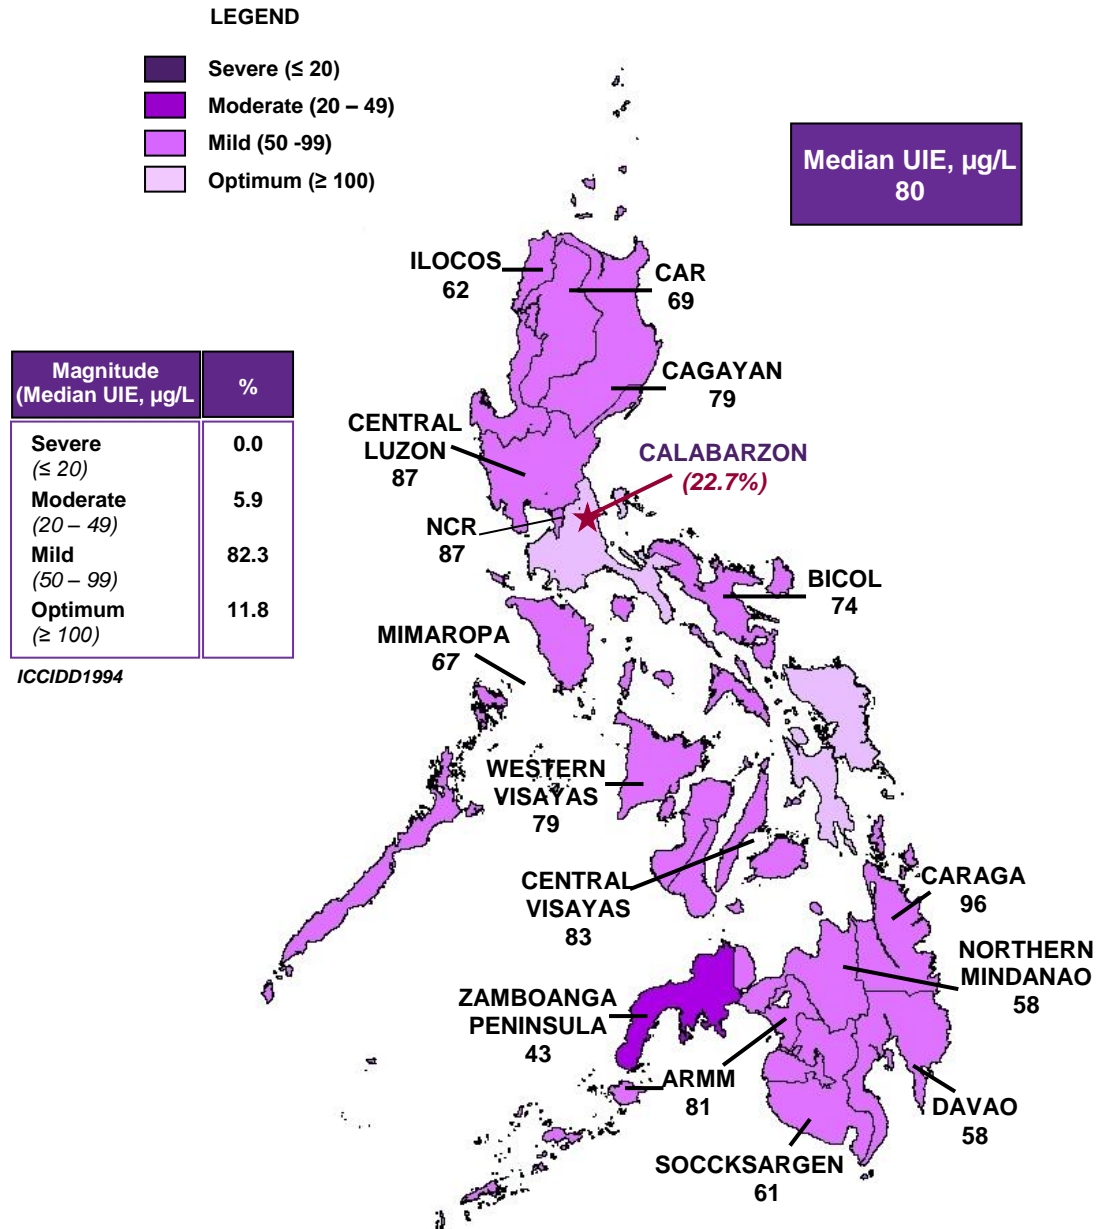 LEGEND
Severe (≤ 20)
Moderate (20 – 49)
Mild (50 -99)
Optimum (≥ 100)
Median UIE, µg/L
80
ILOCOS
62
CAR
69
CAGAYAN
79
CENTRAL
LUZON
87
CALABARZON
(22.7%)
NCR
87
Magnitude
(Median UIE, µg/L
%
Severe
0.0
(≤ 20)
Moderate
5.9
(20 – 49)
Mild
82.3
(50 – 99)
Optimum
11.8
(≥ 100)
ICCIDD1994
BICOL
74
MIMAROPA
67
WESTERN
VISAYAS
79
CENTRAL
VISAYAS
83
CARAGA
96
NORTHERN
MINDANAO
58
ZAMBOANGA
PENINSULA
43
ARMM
81
DAVAO
58
SOCCKSARGEN
61